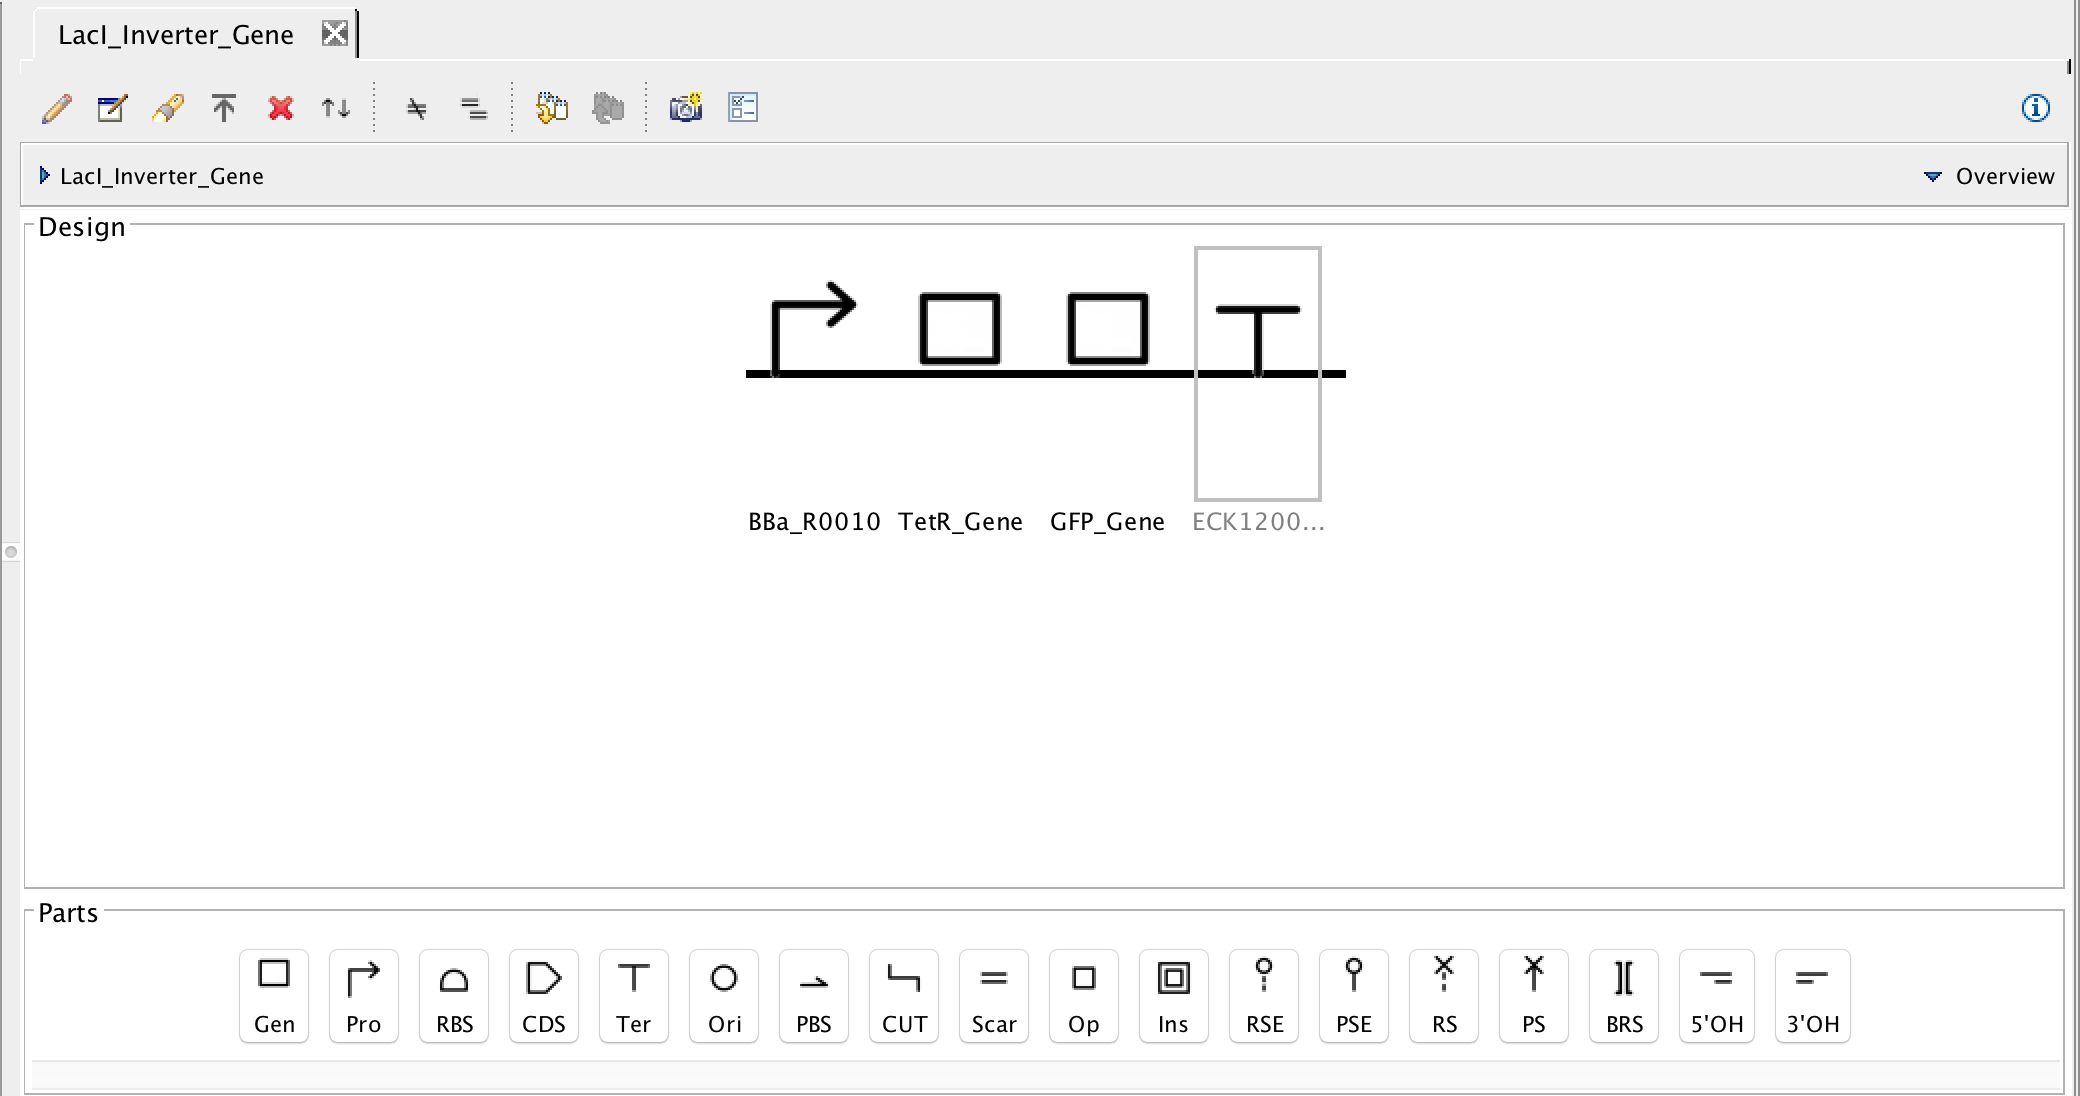 LacI_Inverter_Gene
LacI_Inverter_Gene Overview
Design
BBa_R0010 TetR_Gene GFP_Gene ECK1200...
Parts
Gen Pro RBS CDS Ter Ori PBS CUT Scar Op Ins RSE PSE RS PS BRS 5'OH 3'OH